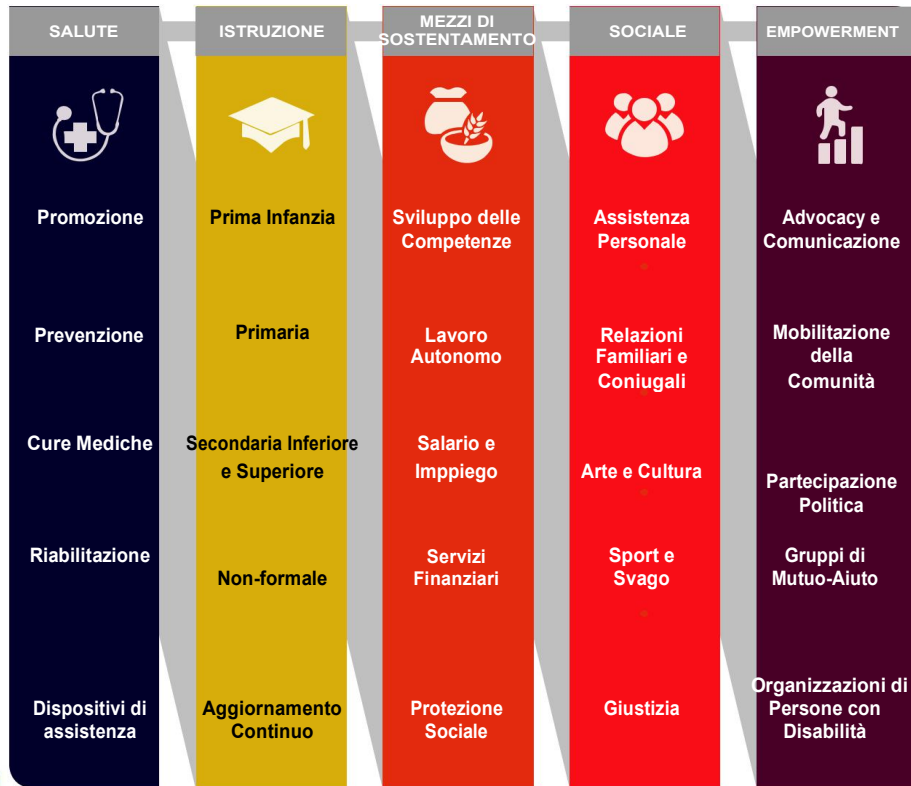 SALUTE
Promozione
Prevenzione
Cure Mediche
Riabilitazione
Dispositivi di
assistenza
ISTRUZIONE
Prima Infanzia
Primaria
Secondaria Inferiore
e Superiore
Non-formale
Aggiornamento
Continuo
MEZZI DI
SOSTENTAMENTO
Sviluppo delle
Competenze
Lavoro
Autonomo
Salario e
Imppiego
Servizi
Finanziari
Protezione
Sociale
SOCIALE
Assistenza
Personale
Relazioni
Familiari e
Coniugali
Arte e Cultura
Sport e
Svago
Giustizia
EMPOWERMENT
Advocacy e
Comunicazione
Mobilitazione
della
Comunità
Partecipazione
Politica
Gruppi di
Mutuo-Aiuto
Organizzazioni di
Persone con
Disabilità